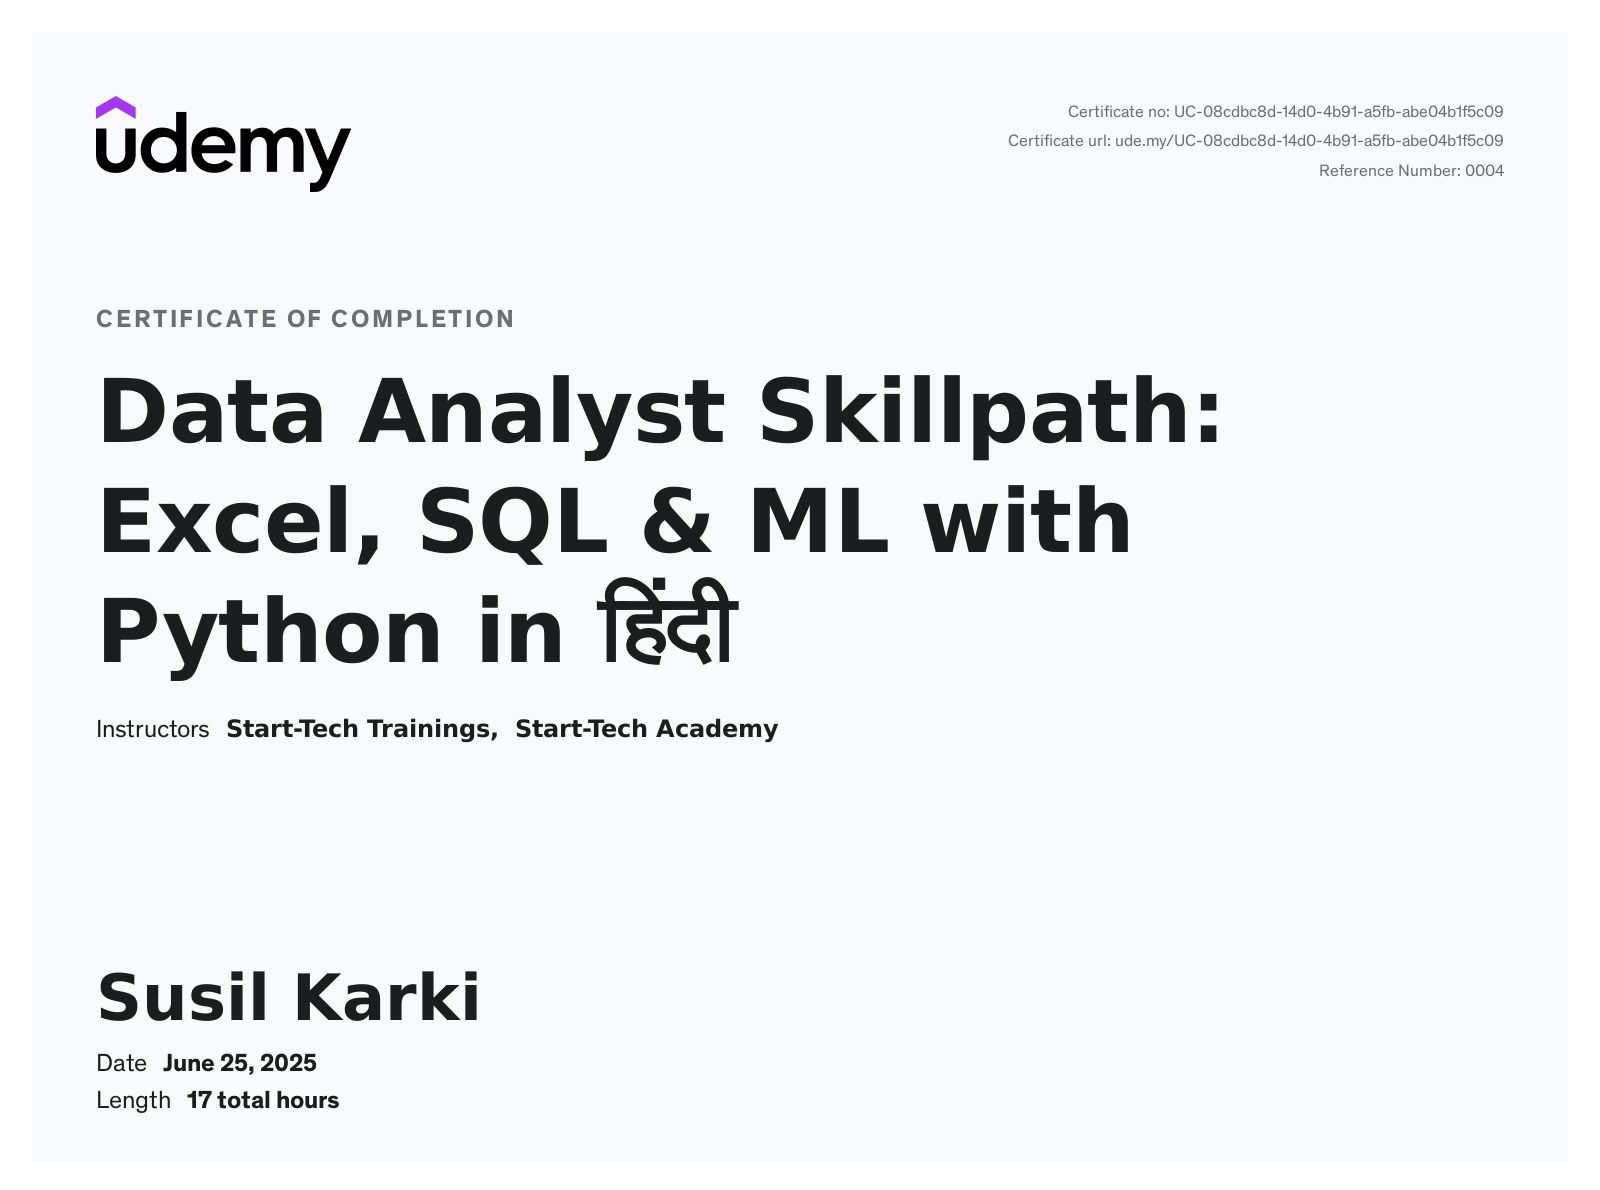 udemy
Certificate no: UC-08cdbc8d-14d0-4b91-a5fb-abe04b1f5c09
Certificate url: ude.my/UC-08cdbc8d-14d0-4b91-a5fb-abe04b1f5c09
Reference Number: 0004
CERTIFICATE OF COMPLETION
Data Analyst Skillpath:
Excel, SQL & ML with
Python in हिंदी
Instructors Start-Tech Trainings, Start-Tech Academy
Susil Karki
Date June 25, 2025
Length 17 total hours